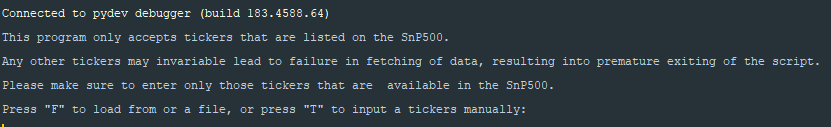 Connected to pydev debugger (build 183.4588.64)
This program only accepts tickers that are listed on the SnP500.
Any other tickers may invariable lead to failure in fetching of data, resulting into premature exiting of the script.
Please make sure to enter only those tickers that are  available in the SnP500.
Press "F" to load from or a file, or press "T" to input a tickers manually: